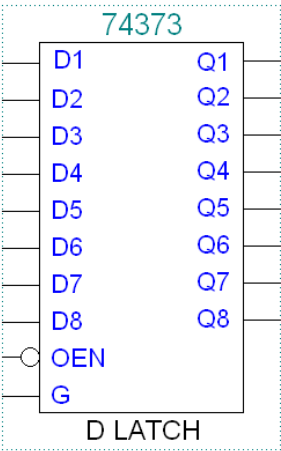 74373
D1 Q1
D2 Q2
D3 Q3
D4 Q4
D5 Q5
D6 Q6
D7 Q7
D8 Q8
OEN
G
D LATCH